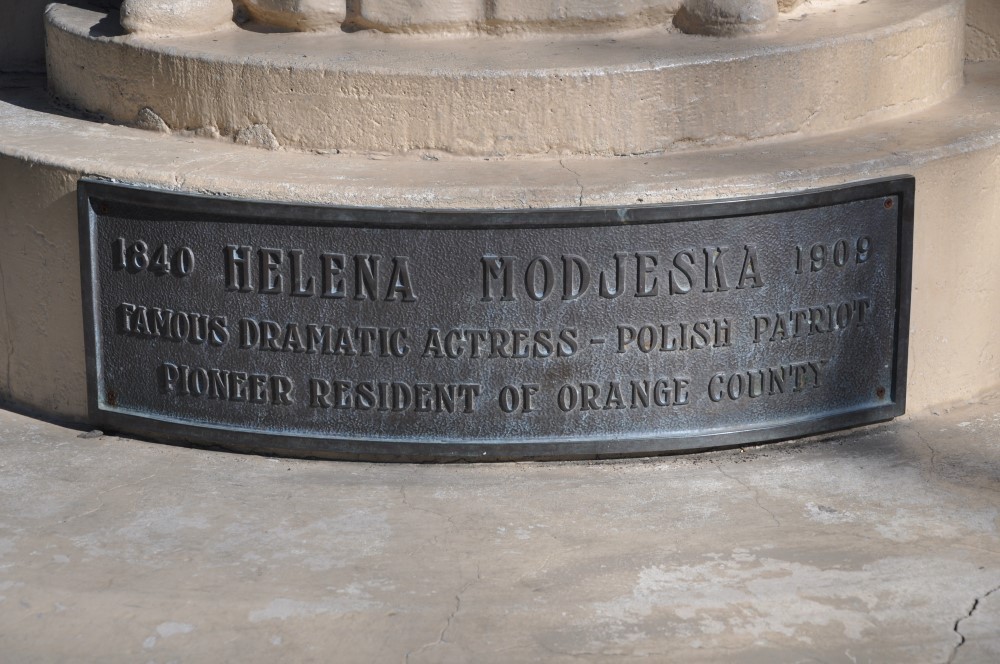 1840 HELENA MODJESKA 1909
FAMOUS DRAMATIC ACTRESS - POLISH PATRIOT
PIONEER RESIDENT OF ORANGE COUNTY